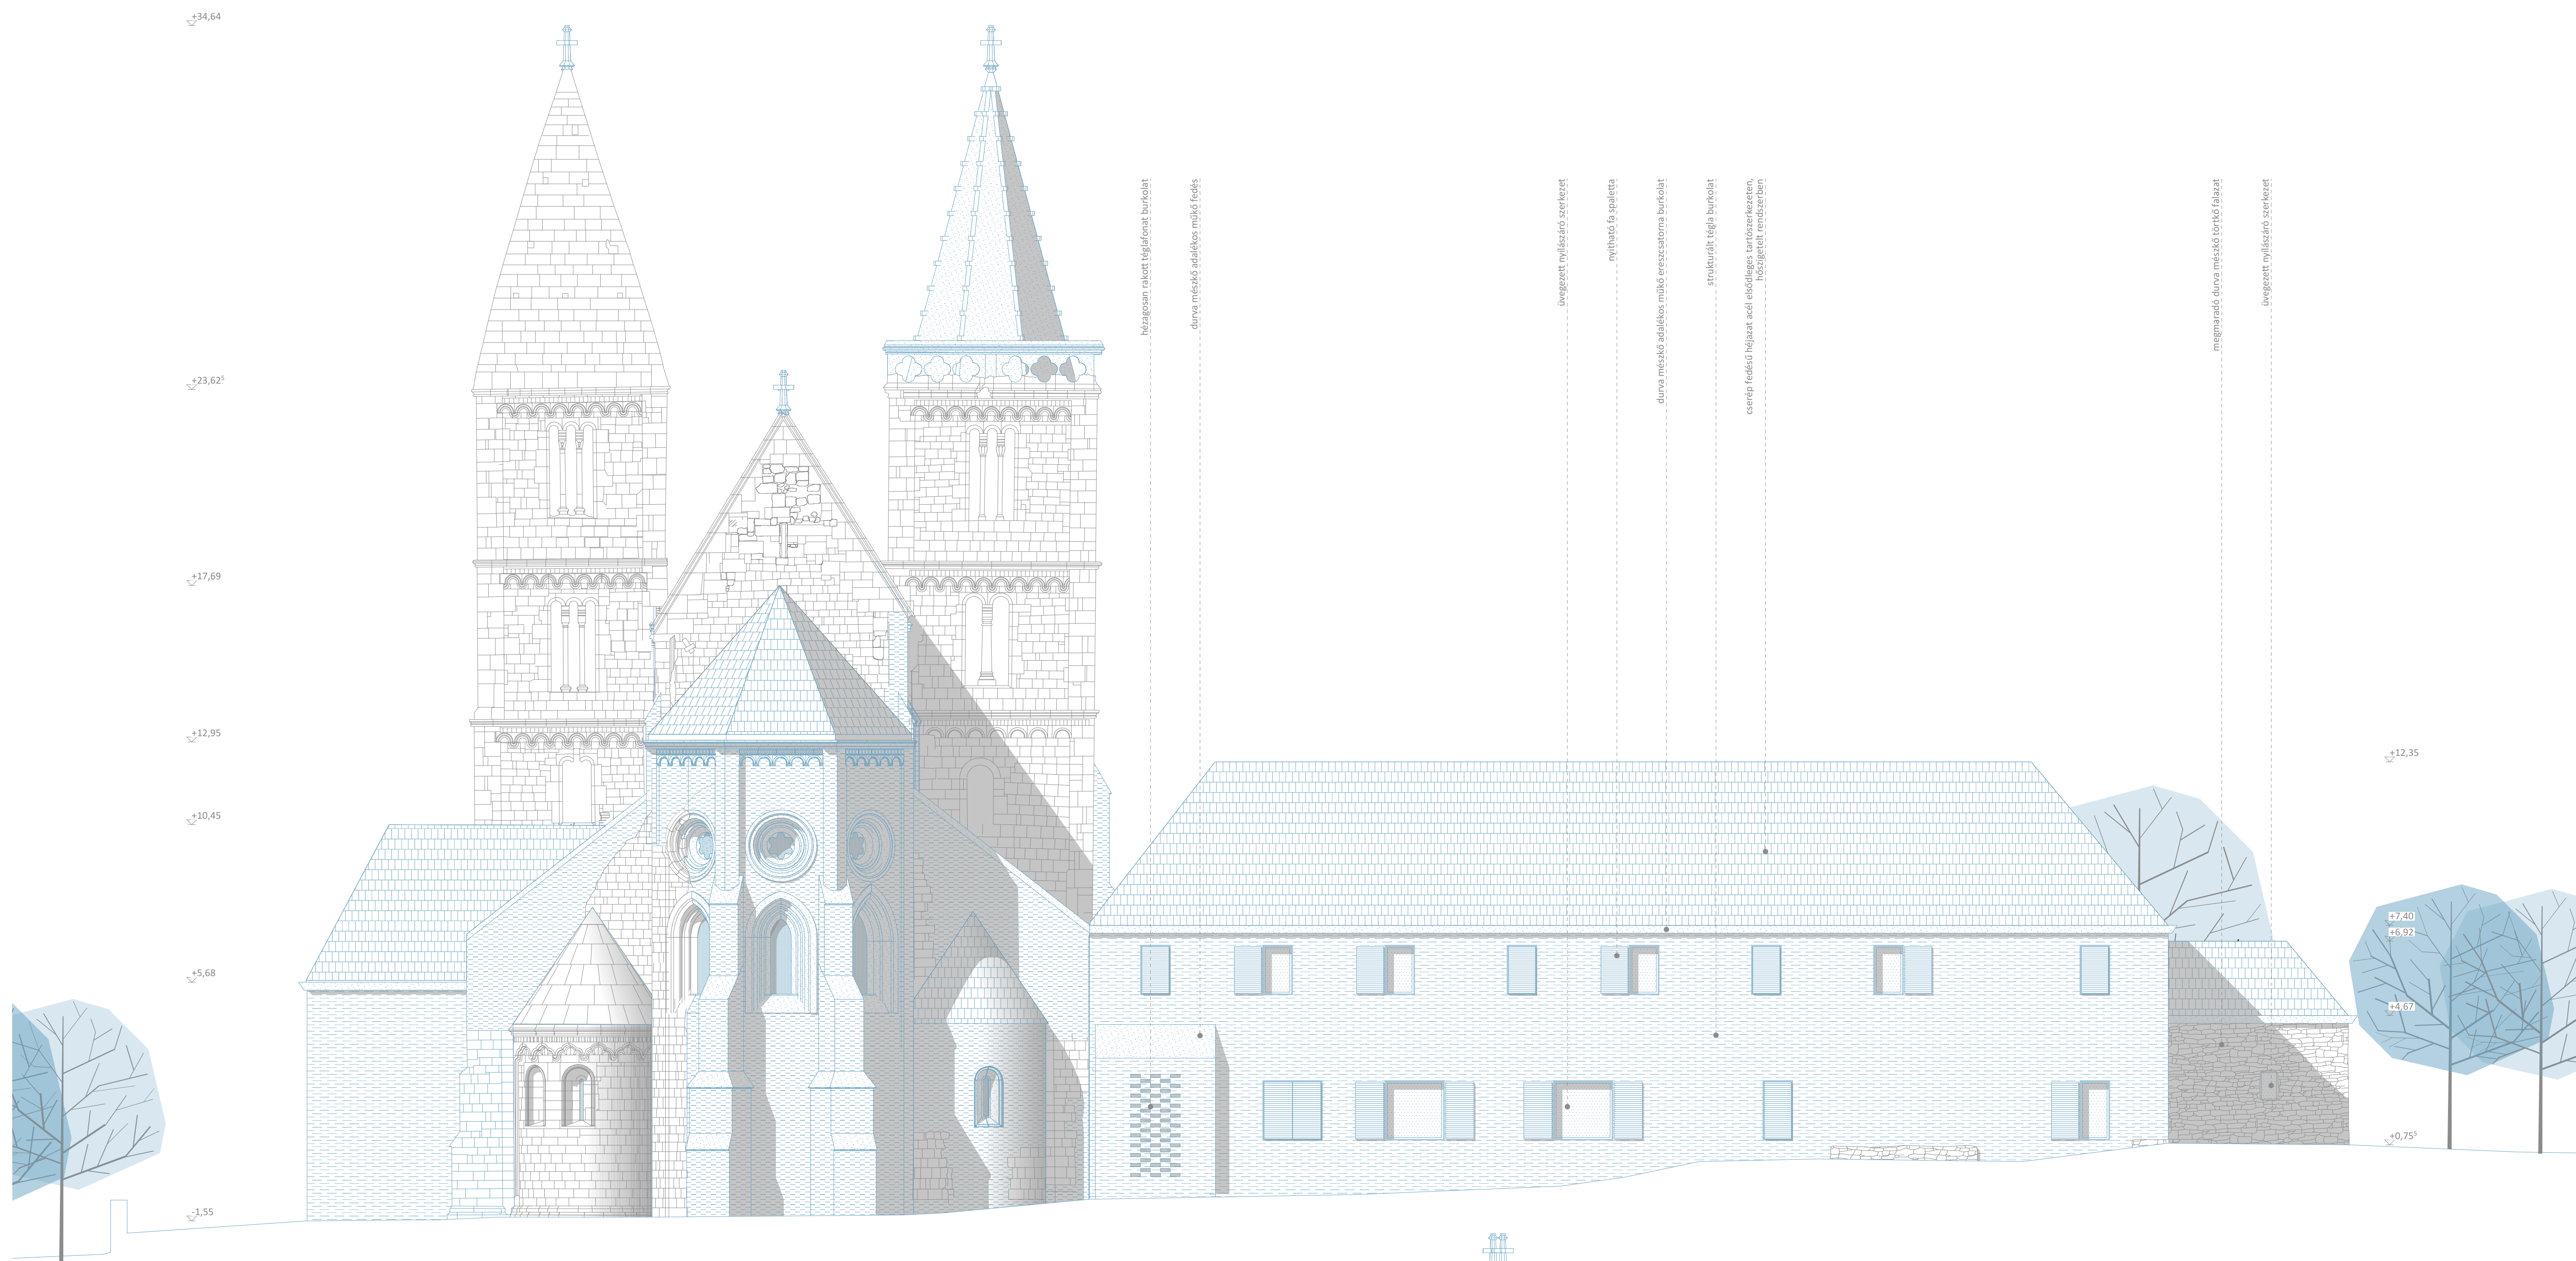 +34,64
+23,62⁵
+17,69
+12,95
+10,45
+5,68
-1,55
hézagosan rakott téglafonat burkolat
durva mészkő adalékos műkő fedés
üvegezett nyílászáró szerkezet
nyitható fa spaletta
durva mészkő adalékos műkő ereszcsatorna burkolat
strukturált tégla burkolat
cserép fedésű héjazat acél elsődleges tartószerkezeten,
hőszigetelt rendszerben
megmaradó durva mészkő törtkő falazat
üvegezett nyílászáró szerkezet
+12,35
+7,40
+6,92
+4,67
+0,75⁵